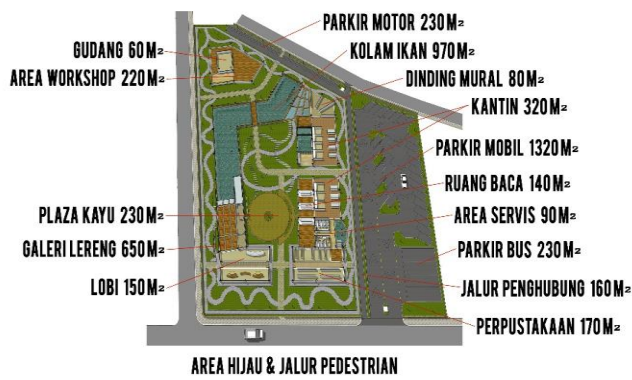 PARKIR MOTOR 230M²
GUDANG 60M²
KOLAM IKAN 970M²
AREA WORKSHOP 220M²
DINDING MURAL 80M²
KANTIN 320M²
PARKIR MOBIL 1320M²
RUANG BACA 140M²
PLAZA KAYU 230M²
AREA SERVIS 90M²
GALERI LERENG 650M²
PARKIR BUS 230M²
LOBI 150M²
JALUR PENGHUBUNG 160M²
PERPUSTAKAAN 170M²
AREA HIJAU & JALUR PEDESTRIAN